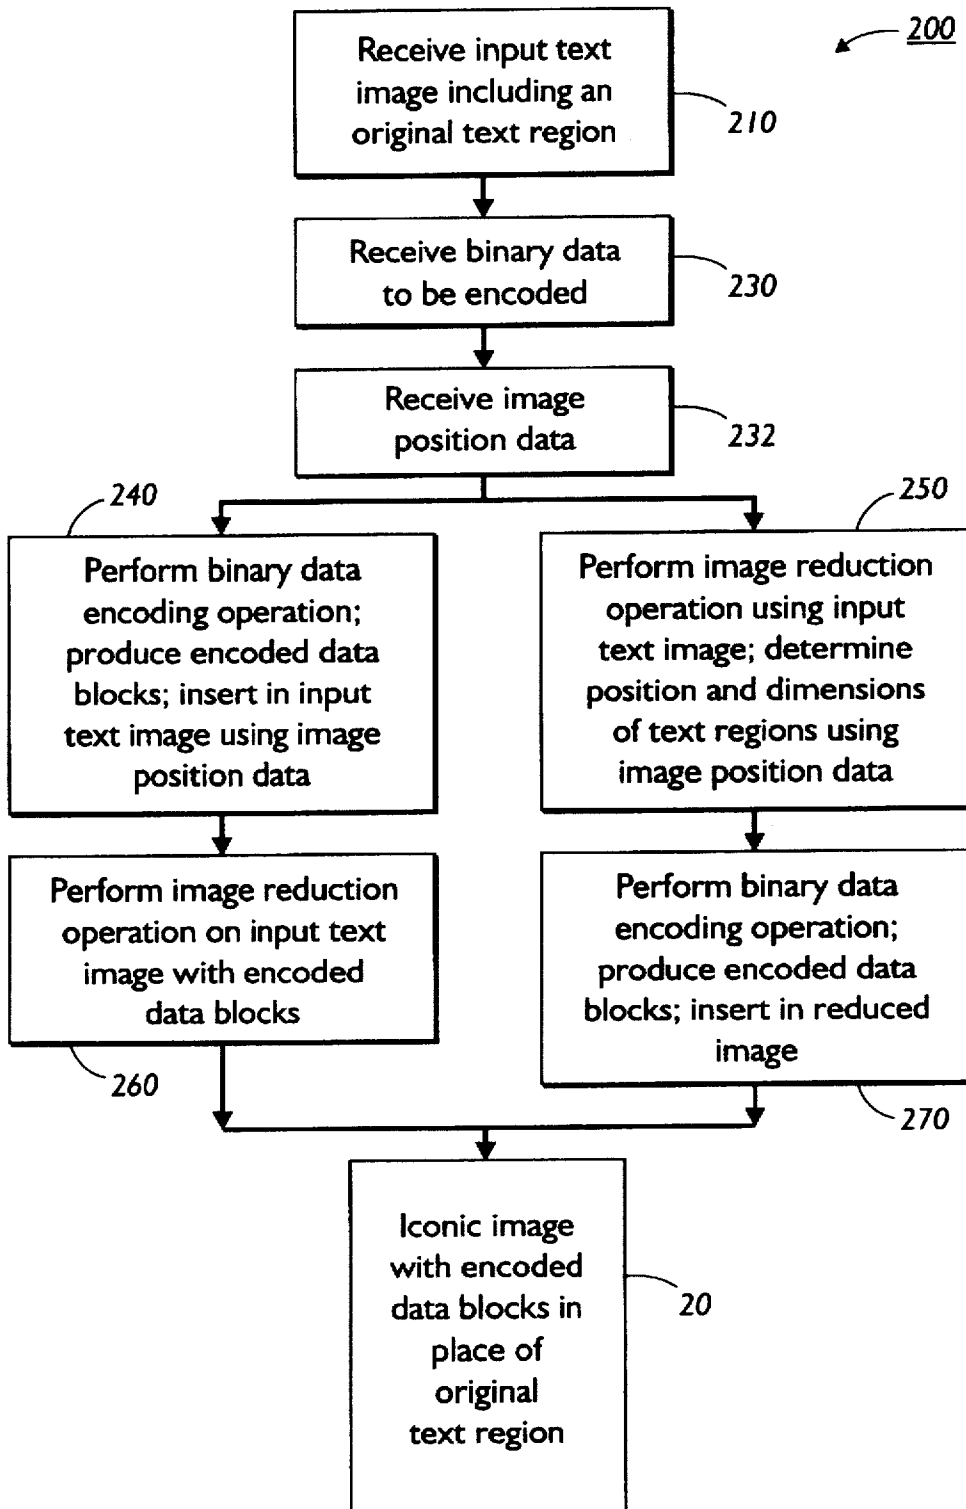 200
Receive input text
image including an
original text region
210
Receive binary data
to be encoded
230
Receive image
position data
232
240
Perform binary data
encoding operation;
produce encoded data
blocks; insert in input
text image using image
position data
250
Perform image reduction
operation using input
text image; determine
position and dimensions
of text regions using
image position data
Perform image reduction
operation on input text
image with encoded
data blocks
260
Perform binary data
encoding operation;
produce encoded data
blocks; insert in reduced
image
270
Iconic image
with encoded
data blocks in
place of
original
text region
20